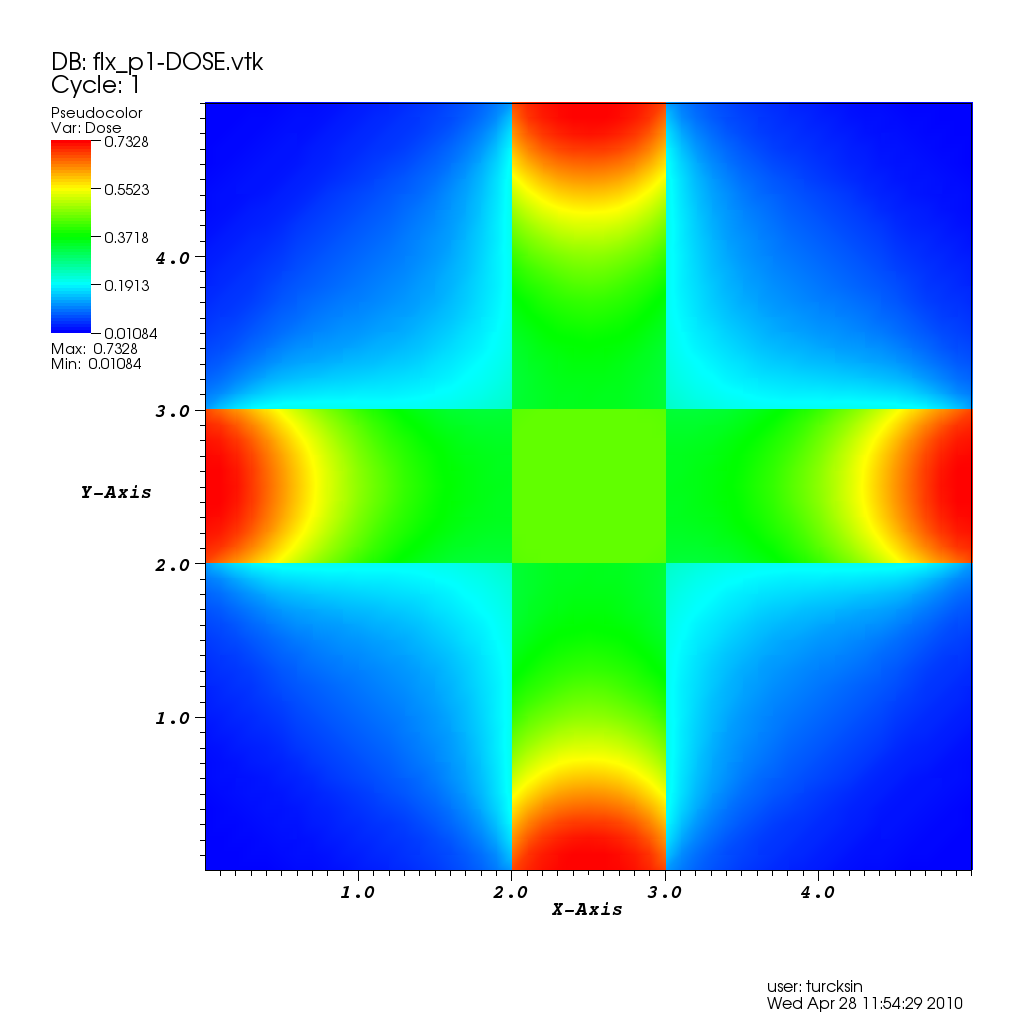 DB: flx_p1-DOSE.vtk
Cycle: 1
Pseudocolor
Var: Dose
0.7328
0.5523
0.3718
0.1913
0.01084
Max: 0.7328
Min: 0.01084
4.0
3.0
Y-Axis
2.0
1.0
1.0 2.0 3.0 4.0
X-Axis
user: turcksin
Wed Apr 28 11:54:29 2010